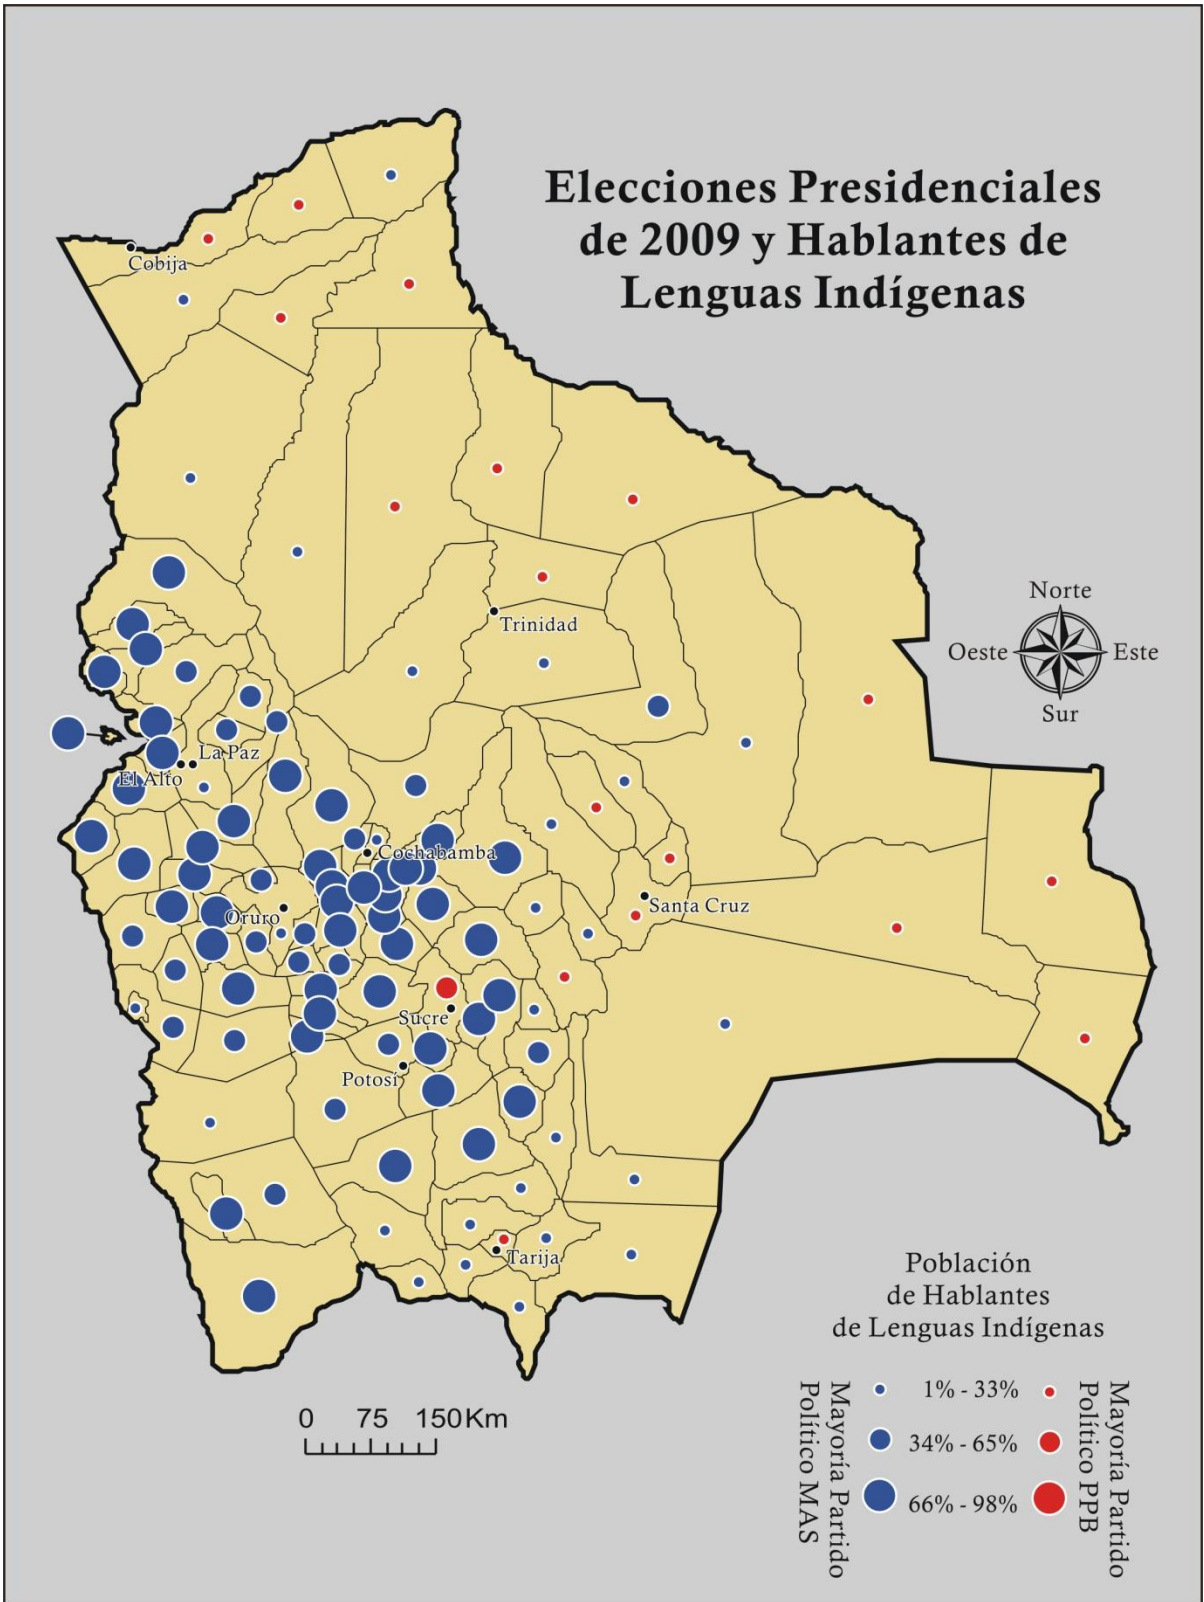 Elecciones Presidenciales
de 2009 y Hablantes de
Lenguas Indígenas
Cobija
Trinidad
Norte
Oeste
Este
Sur
La Paz
El Alto
Cochabamba
Oruro
Santa Cruz
Sucre
Potosí
Tarija
Población
de Hablantes
de Lenguas Indígenas
Mayoría Partido
Político MAS
1% - 33%
34% - 65%
66% - 98%
Mayoría Partido
Político PPB
0 75 150Km